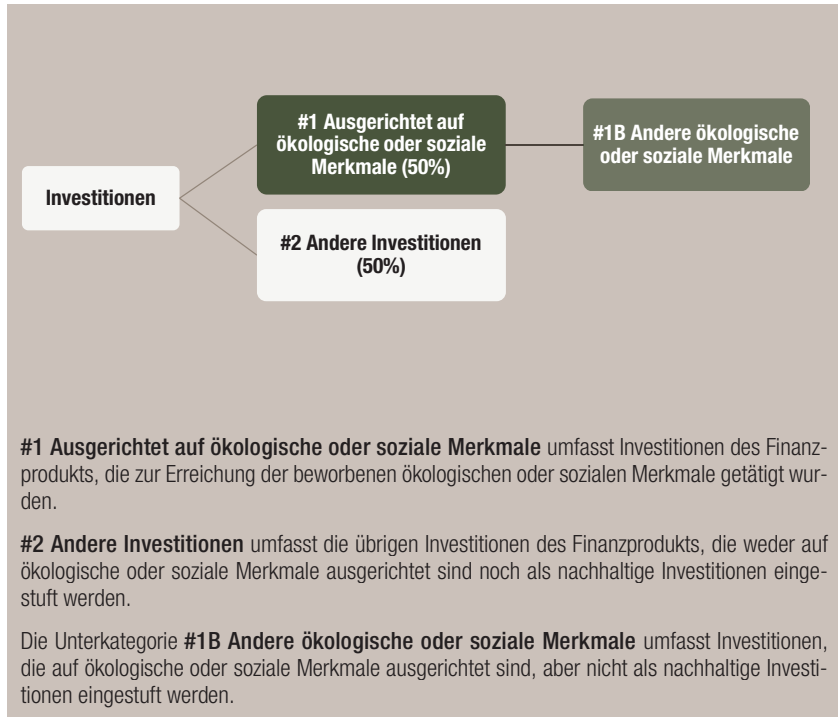 #1 Ausgerichtet auf
ökologische oder soziale
Merkmale (50%)
#1B Andere ökologische
oder soziale Merkmale
Investitionen
#2 Andere Investitionen
(50%)
#1 Ausgerichtet auf ökologische oder soziale Merkmale umfasst Investitionen des Finanz-
produkts, die zur Erreichung der beworbenen ökologischen oder sozialen Merkmale getätigt wur-
den.
#2 Andere Investitionen umfasst die übrigen Investitionen des Finanzprodukts, die weder auf
ökologische oder soziale Merkmale ausgerichtet sind noch als nachhaltige Investitionen einge-
stuft werden.
Die Unterkategorie #1B Andere ökologische oder soziale Merkmale umfasst Investitionen,
die auf ökologische oder soziale Merkmale ausgerichtet sind, aber nicht als nachhaltige Investi-
tionen eingestuft werden.